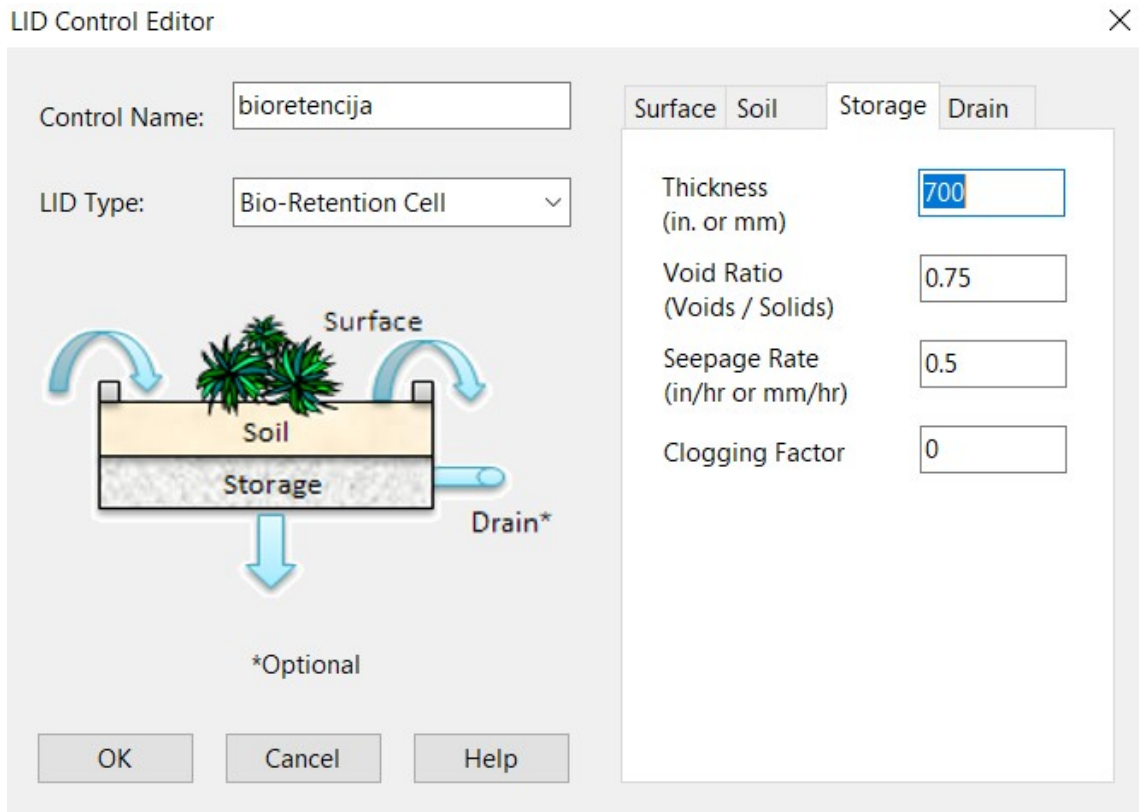 LID Control Editor
Control Name:
bioretencija
LID Type:
Bio-Retention Cell
Surface
Soil
Storage
Drain*
*Optional
OK
Cancel
Help
Surface
Soil
Storage
Drain
Thickness
(in. or mm)
700
Void Ratio
(Voids / Solids)
0.75
Seepage Rate
(in/hr or mm/hr)
0.5
Clogging Factor
0